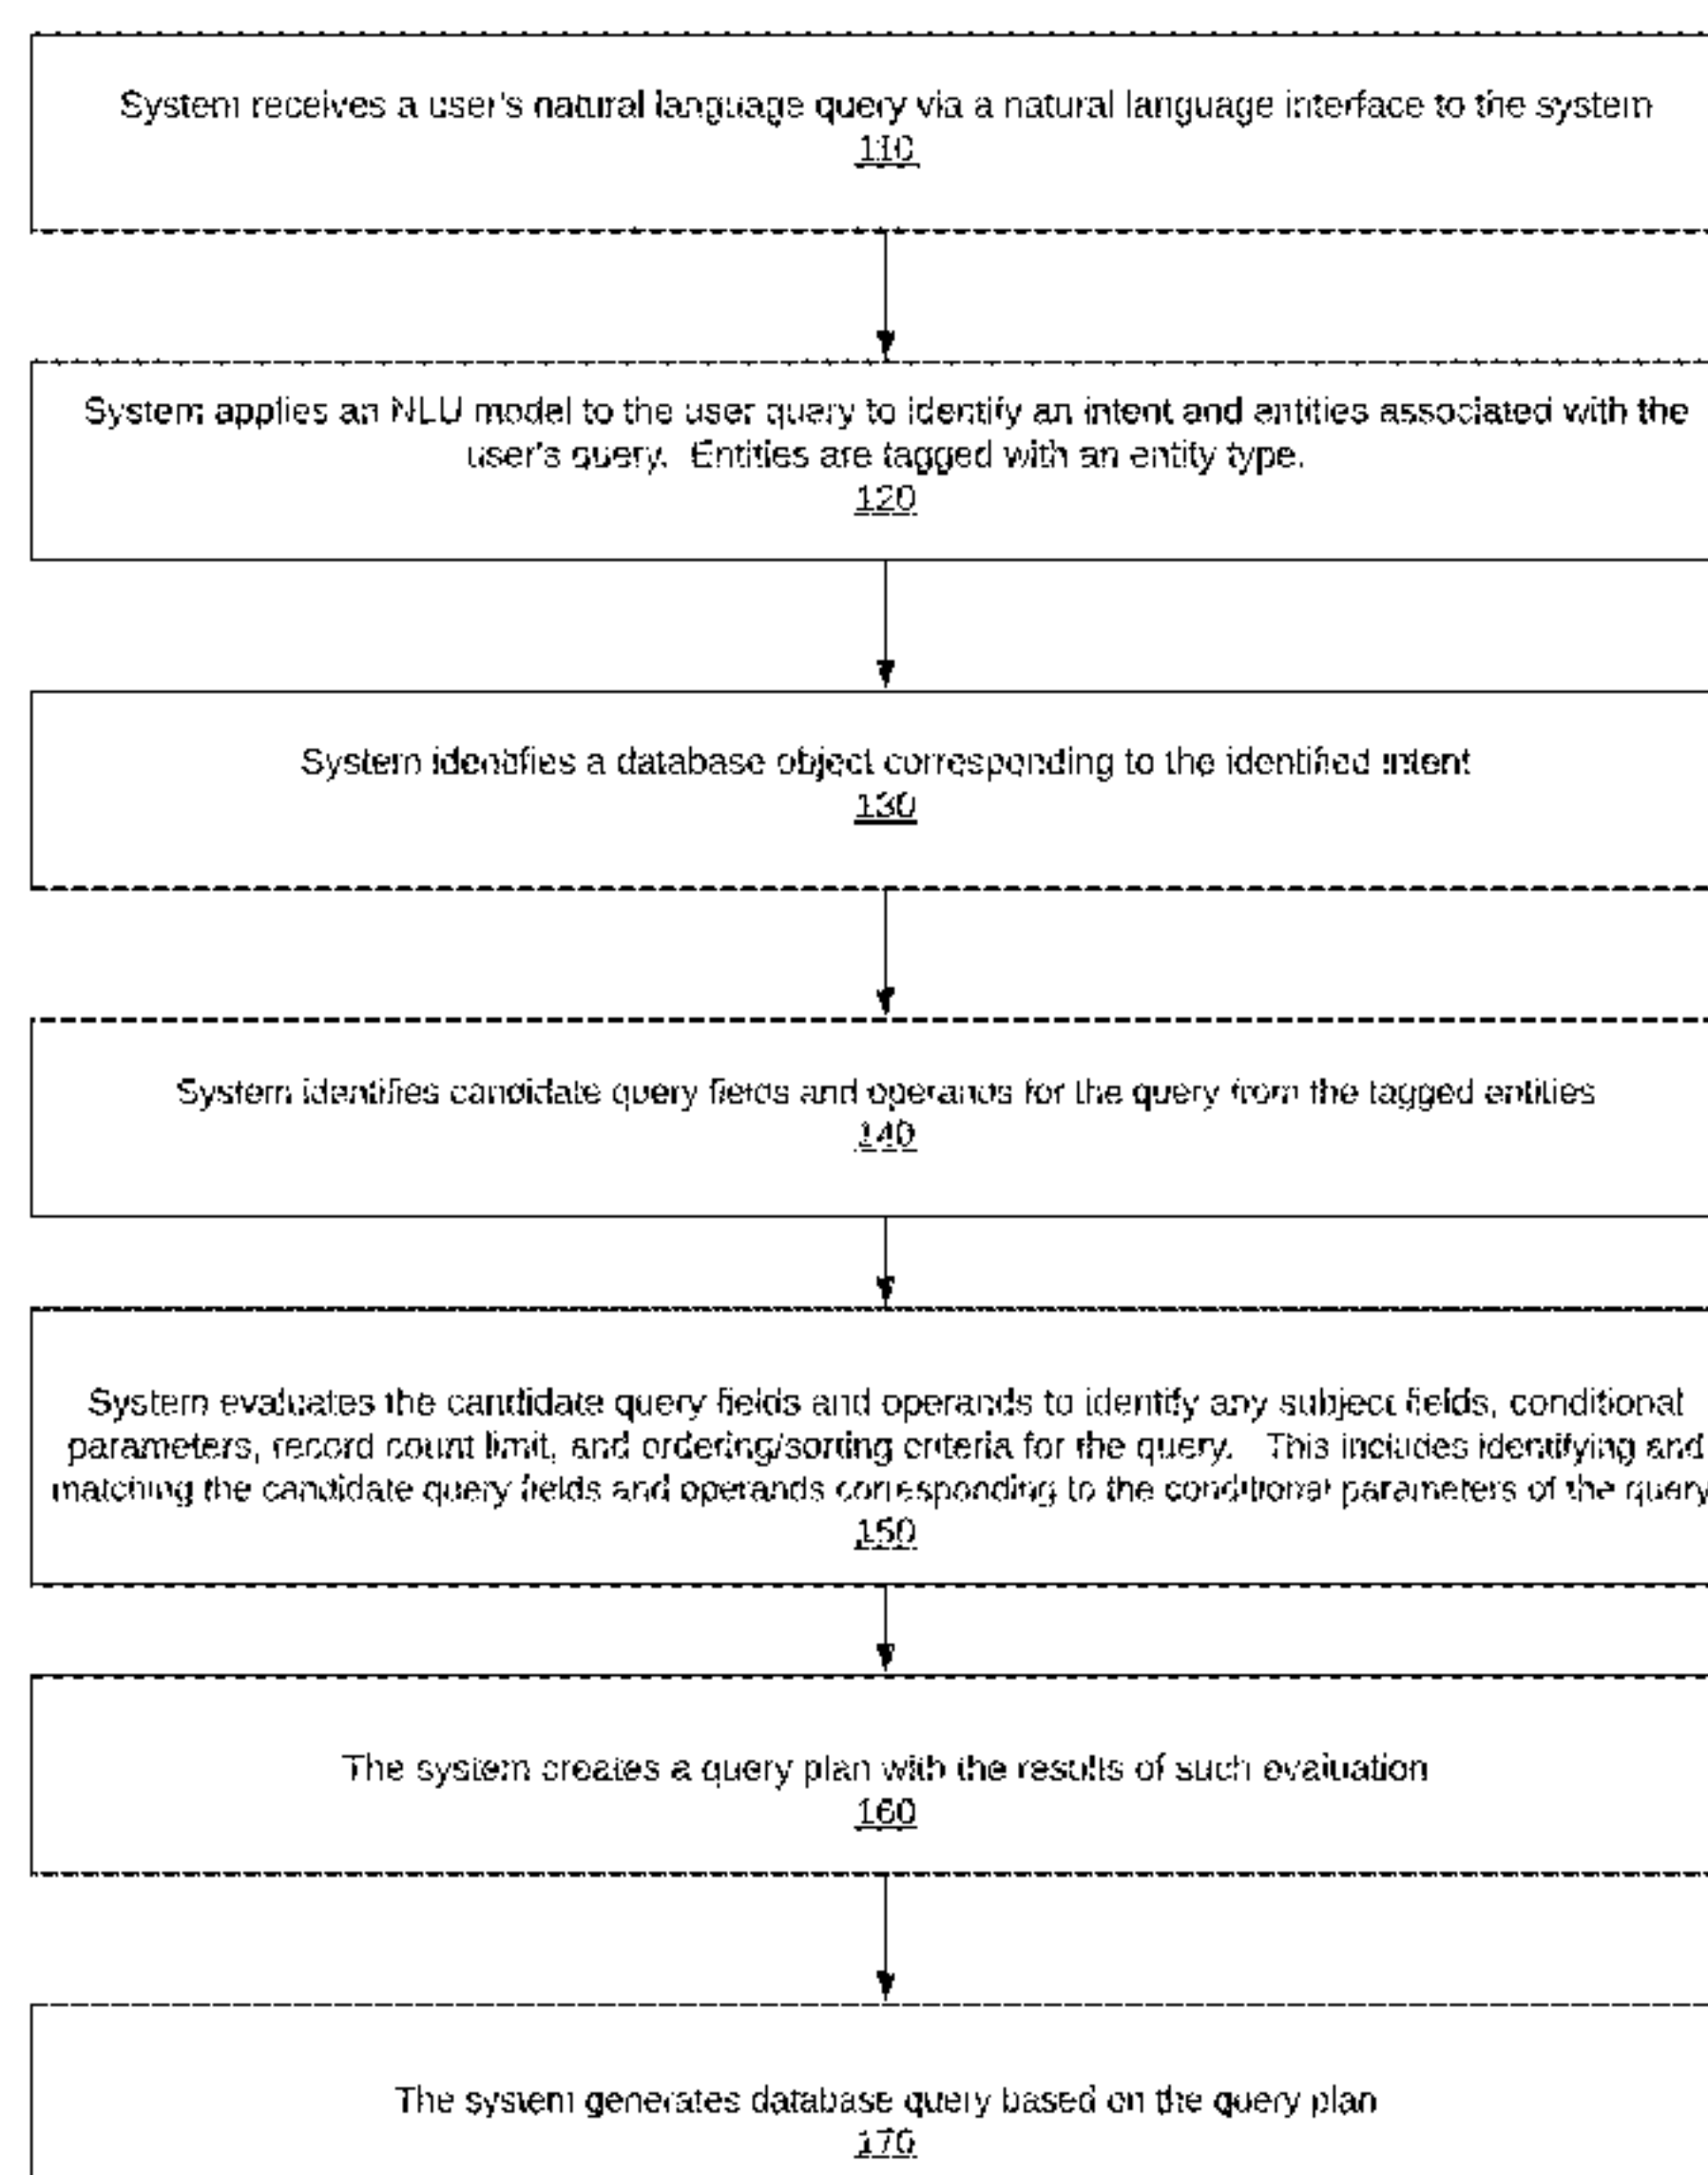 System receives a user's natural language query via a natural language interface to the system
110
System applies an NLU model to the user query to identify an intent and entities associated with the
user's query.  Entities are tagged with an entity type.
120
System identifies a database object corresponding to the identified intent
130
System identifies candidate query fields and operands for the query from the tagged entities
140
System evaluates the candidate query fields and operands to identify any subject fields, conditional
parameters, record count limit, and ordering/sorting criteria for the query.   This includes identifying and
matching the candidate query fields and operands corresponding to the conditional parameters of the query
150
The system creates a query plan with the results of such evaluation
160
The system generates database query based on the query plan
170